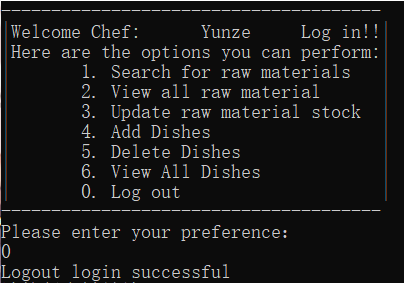 ----------------------------------------
Welcome Chef:      Yunze     Log in!!
Here are the options you can perform:
1. Search for raw materials
2. View all raw material
3. Update raw material stock
4. Add Dishes
5. Delete Dishes
6. View All Dishes
0. Log out
----------------------------------------
Please enter your preference:
0
Logout login successful